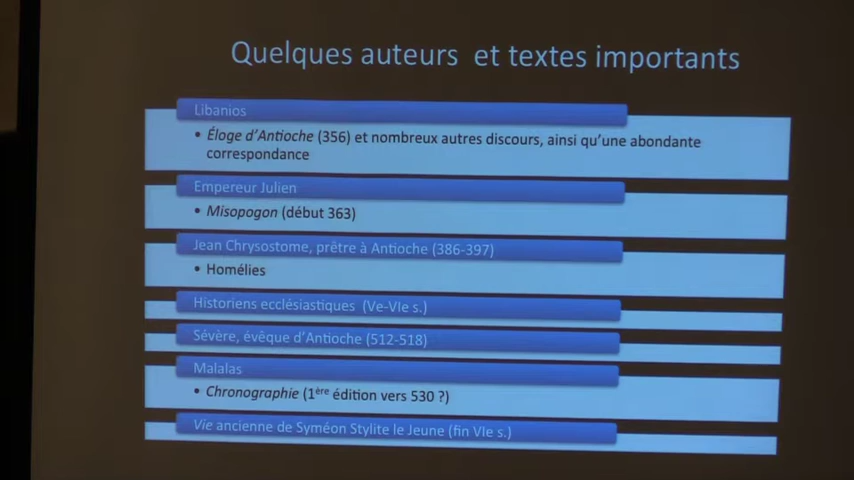 Quelques auteurs et textes importants
Libanios
• Éloge d'Antioche (356) et nombreux autres discours, ainsi qu'une abondante
correspondance
Empereur Julien
• Misopogon (début 363)
Jean Chrysostome, prêtre à Antioche (386-397)
• Homélies
Historiens ecclésiastiques (Ve-VIe s.)
Sévère, évêque d'Antioche (512-518)
Malalas
• Chronographie (1ère édition vers 530 ?)
Vie ancienne de Syméon Stylite le Jeune (fin VIe s.)